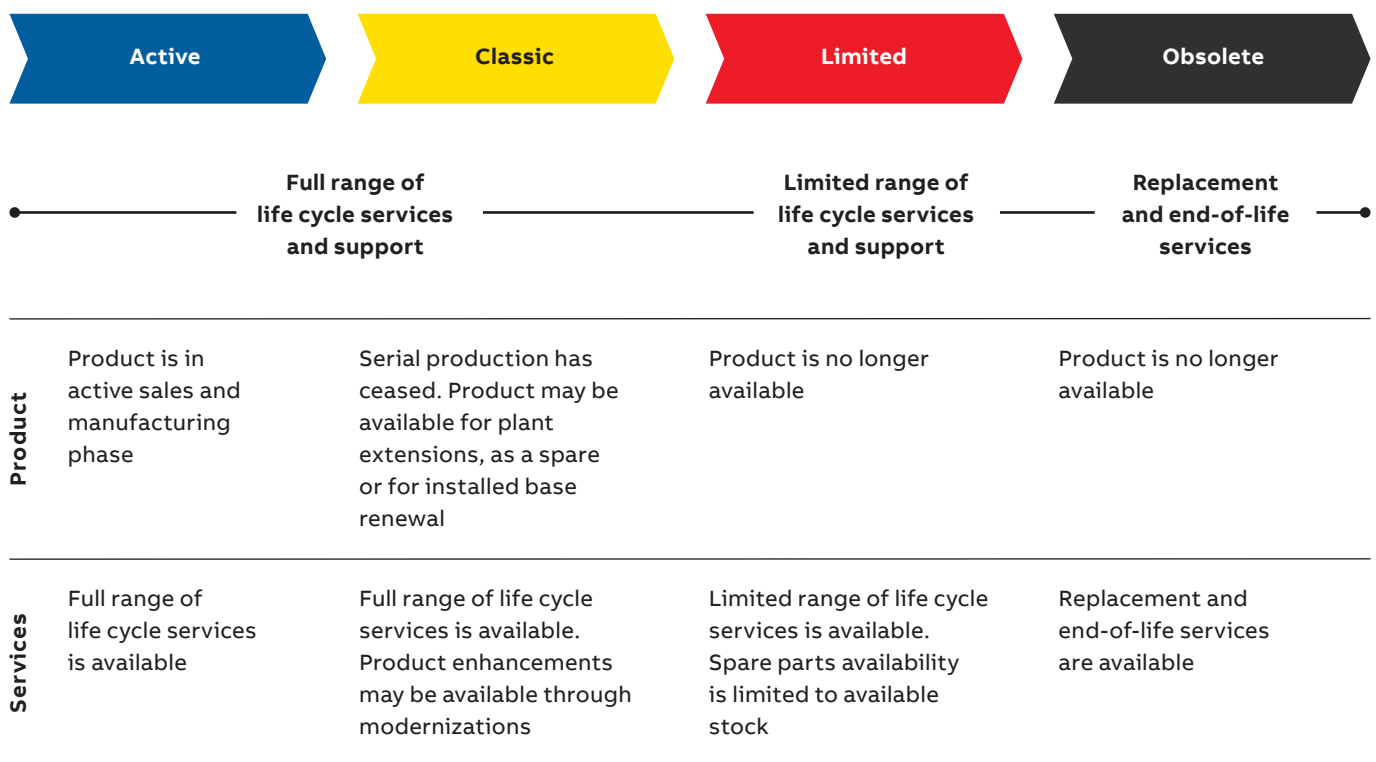 Active
Classic
Limited
Obsolete
Full range of
life cycle services
and support
Limited range of
life cycle services
and support
Replacement
and end-of-life
services
Product
Product is in
active sales and
manufacturing
phase
Serial production has
ceased. Product may be
available for plant
extensions, as a spare
or for installed base
renewal
Product is no longer
available
Product is no longer
available
Services
Full range of
life cycle services
is available
Full range of life cycle
services is available.
Product enhancements
may be available through
modernizations
Limited range of life cycle
services is available.
Spare parts availability
is limited to available
stock
Replacement and
end-of-life services
are available